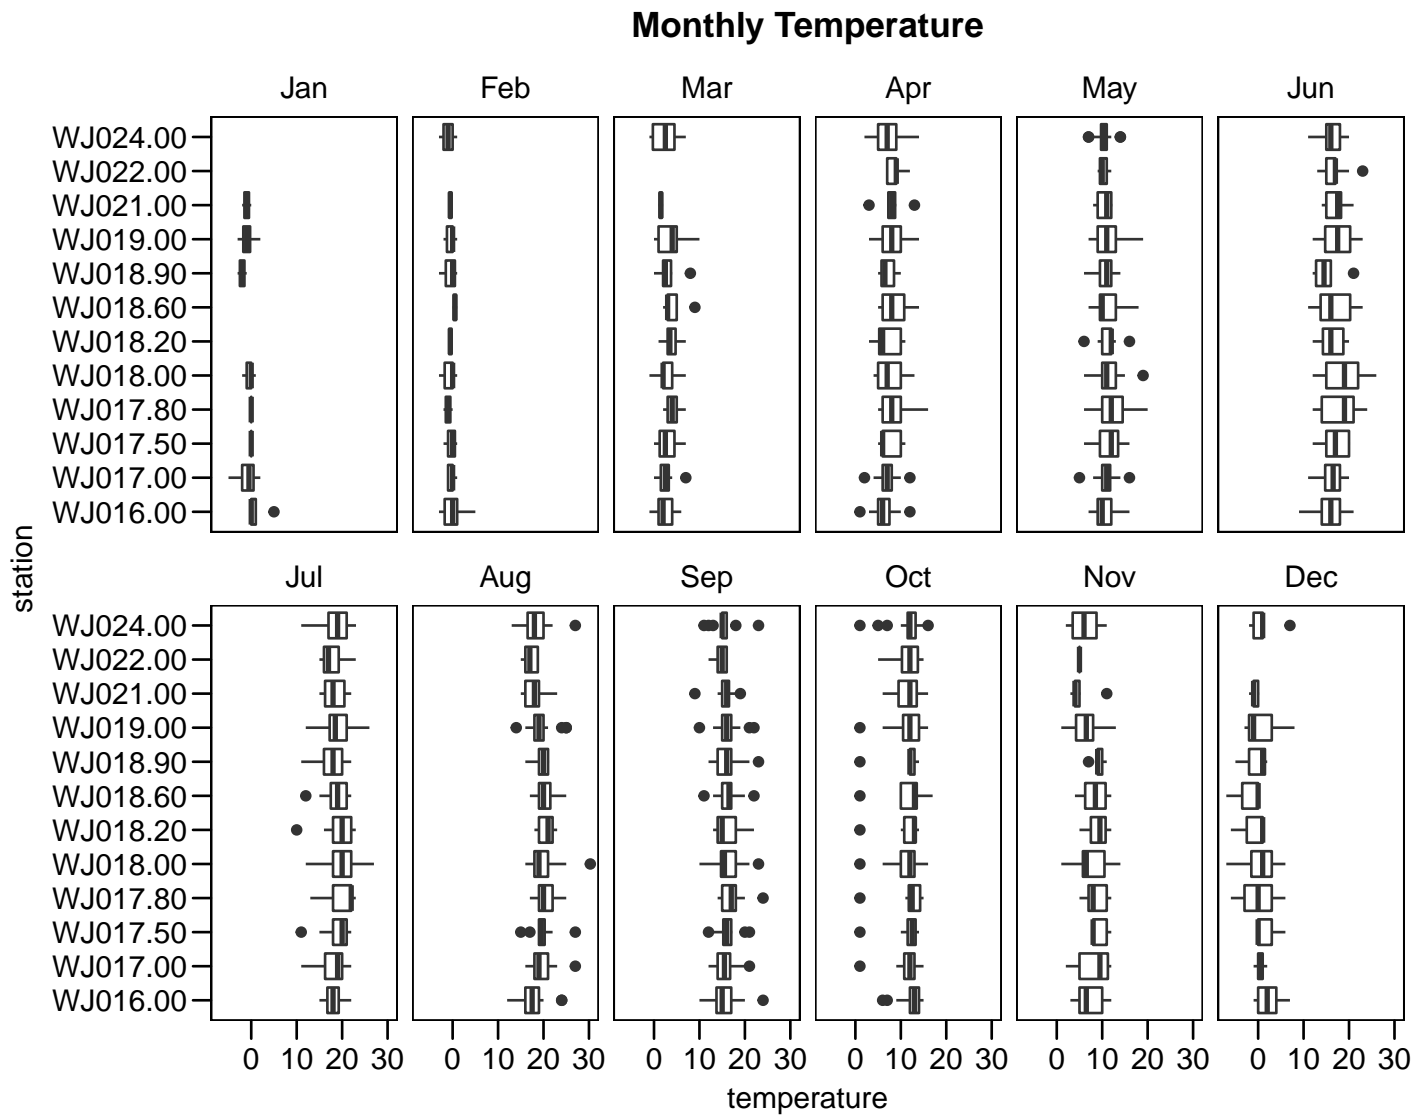 Monthly Temperature
Jan Feb Mar Apr May Jun
WJ024.00
WJ022.00
WJ021.00
WJ019.00
WJ018.90
WJ018.60
WJ018.20
WJ018.00
WJ017.80
WJ017.50
WJ017.00
WJ016.00
station
Jul Aug Sep Oct Nov Dec
WJ024.00
WJ022.00
WJ021.00
WJ019.00
WJ018.90
WJ018.60
WJ018.20
WJ018.00
WJ017.80
WJ017.50
WJ017.00
WJ016.00
0 10 20 30 0 10 20 30 0 10 20 30 0 10 20 30 0 10 20 30 0 10 20 30
temperature